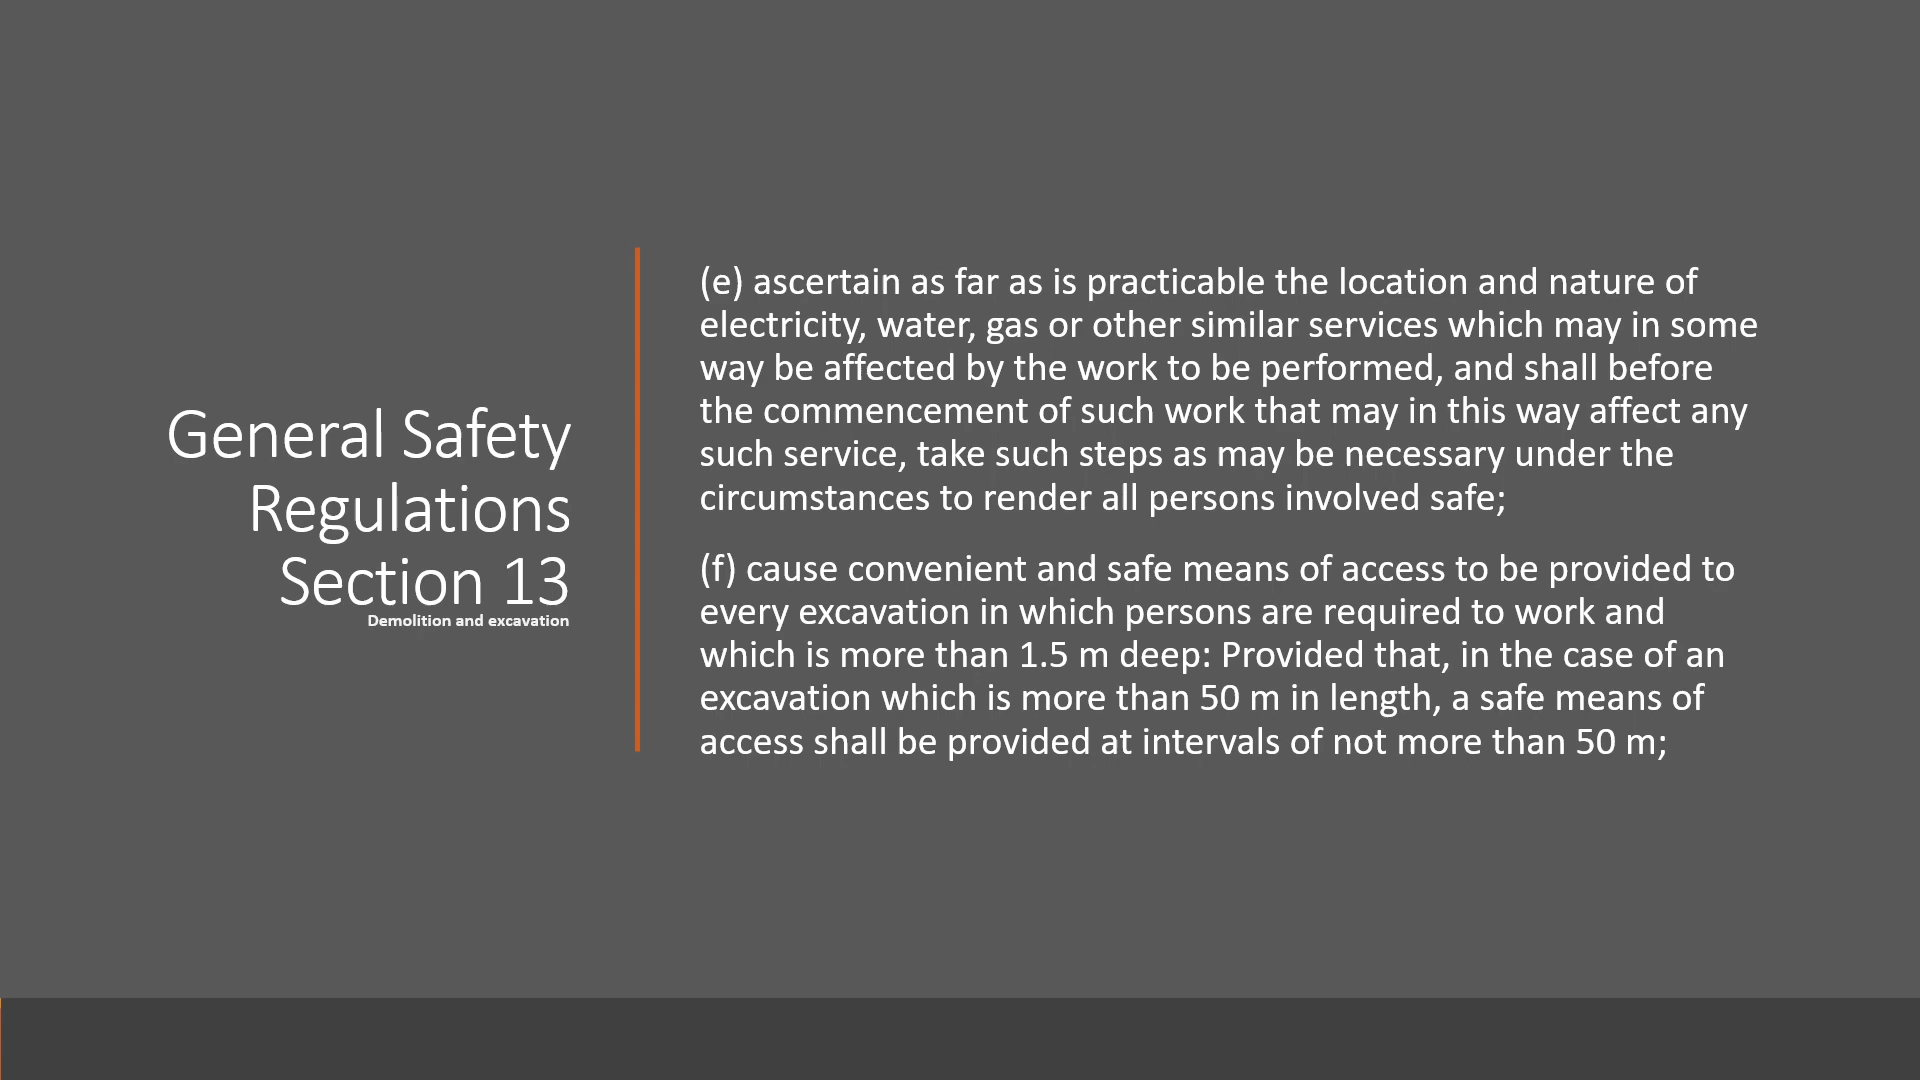 General Safety
Regulations
Section 13
Demolition and excavation
(e) ascertain as far as is practicable the location and nature of
electricity, water, gas or other similar services which may in some
way be affected by the work to be performed, and shall before
the commencement of such work that may in this way affect any
such service, take such steps as may be necessary under the
circumstances to render all persons involved safe;
(f) cause convenient and safe means of access to be provided to
every excavation in which persons are required to work and
which is more than 1.5 m deep: Provided that, in the case of an
excavation which is more than 50 m in length, a safe means of
access shall be provided at intervals of not more than 50 m;